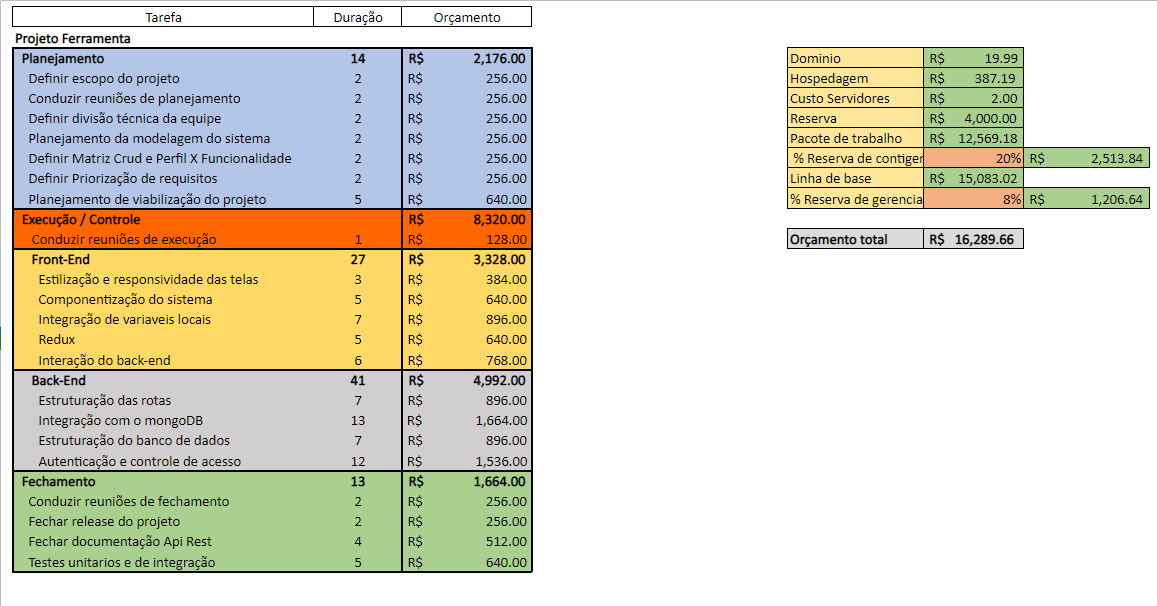 Tarefa Duração Orçamento
Projeto Ferramenta
Planejamento 14 R$ 2,176.00
Definir escopo do projeto 2 R$ 256.00
Conduzir reuniões de planejamento 2 R$ 256.00
Definir divisão técnica da equipe 2 R$ 256.00
Planejamento da modelagem do sistema 2 R$ 256.00
Definir Matriz Crud e Perfil X Funcionalidade 2 R$ 256.00
Definir Priorização de requisitos 2 R$ 256.00
Planejamento de viabilização do projeto 5 R$ 640.00
Execução / Controle R$ 8,320.00
Conduzir reuniões de execução 1 R$ 128.00
Front-End 27 R$ 3,328.00
Estilização e responsividade das telas 3 R$ 384.00
Componentização do sistema 5 R$ 640.00
Integração de variaveis locais 7 R$ 896.00
Redux 5 R$ 640.00
Interação do back-end 6 R$ 768.00
Back-End 41 R$ 4,992.00
Estruturação das rotas 7 R$ 896.00
Integração com o mongoDB 13 R$ 1,664.00
Estruturação do banco de dados 7 R$ 896.00
Autenticação e controle de acesso 12 R$ 1,536.00
Fechamento 13 R$ 1,664.00
Conduzir reuniões de fechamento 2 R$ 256.00
Fechar release do projeto 2 R$ 256.00
Fechar documentação Api Rest 4 R$ 512.00
Testes unitarios e de integração 5 R$ 640.00
Dominio R$ 19.99
Hospedagem R$ 387.19
Custo Servidores R$ 2.00
Reserva R$ 4,000.00
Pacote de trabalho R$ 12,569.18
% Reserva de contiger 20% R$ 2,513.84
Linha de base R$ 15,083.02
% Reserva de gerencia 8% R$ 1,206.64
Orçamento total R$ 16,289.66